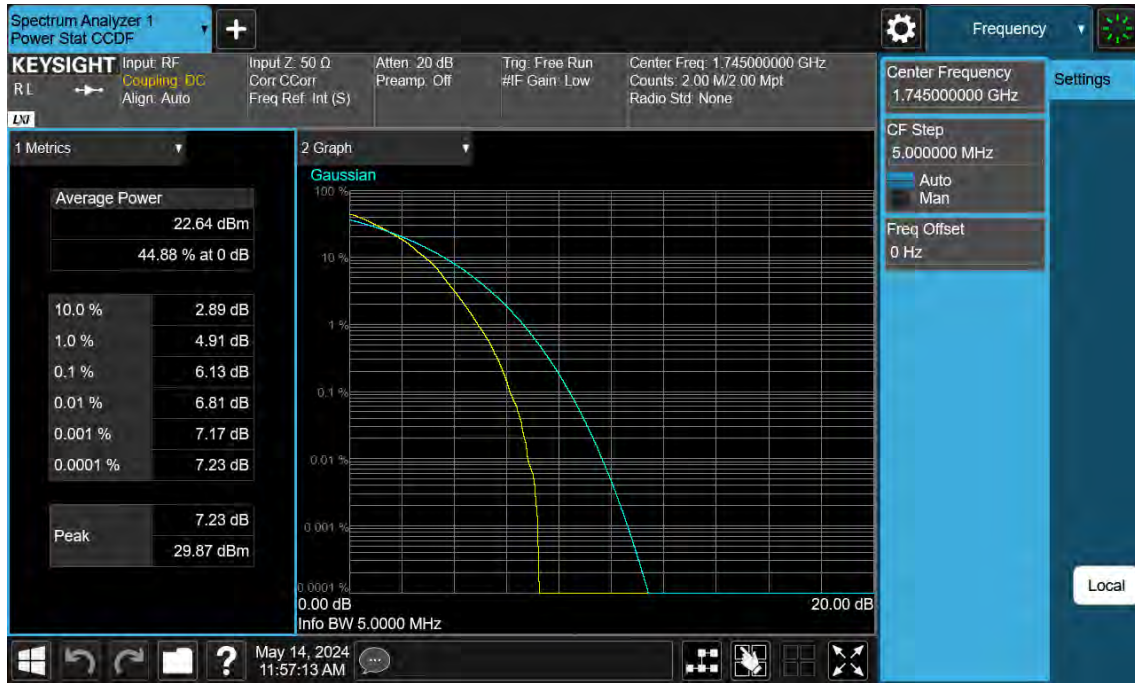 Spectrum Analyzer 1
Power Stat CCDF
Frequency
KEYSIGHT
R L
LXI
Input: RF
Coupling: DC
Align: Auto
Input Z: 50 Ω
Corr CCorr
Freq Ref: Int (S)
Atten: 20 dB
Preamp: Off
Trig: Free Run
#IF Gain: Low
Center Freq: 1.745000000 GHz
Counts: 2.00 M/2.00 Mpt
Radio Std: None
Center Frequency
1.745000000 GHz
Settings
CF Step
5.000000 MHz
Auto
Man
Freq Offset
0 Hz
Local
1 Metrics
Average Power
22.64 dBm
44.88 % at 0 dB
10.0 % 2.89 dB
1.0 % 4.91 dB
0.1 % 6.13 dB
0.01 % 6.81 dB
0.001 % 7.17 dB
0.0001 % 7.23 dB
Peak 7.23 dB
29.87 dBm
2 Graph
Gaussian
100 %
10 %
1 %
0.1 %
0.01 %
0.001 %
0.0001 %
0.00 dB 20.00 dB
Info BW 5.0000 MHz
?
May 14, 2024
11:57:13 AM